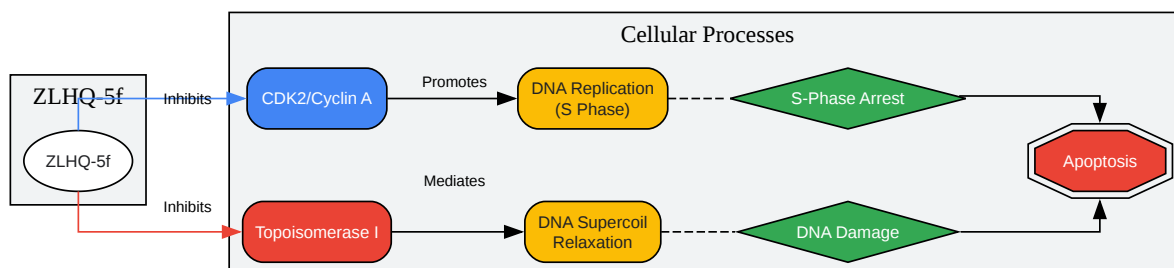 Cellular Processes
ZLHQ-5f
Inhibits
CDK2/Cyclin A
Promotes
DNA Replication
(S Phase)
S-Phase Arrest
ZLHQ-5f
Apoptosis
Mediates
Inhibits
Topoisomerase I
DNA Supercoil
Relaxation
DNA Damage